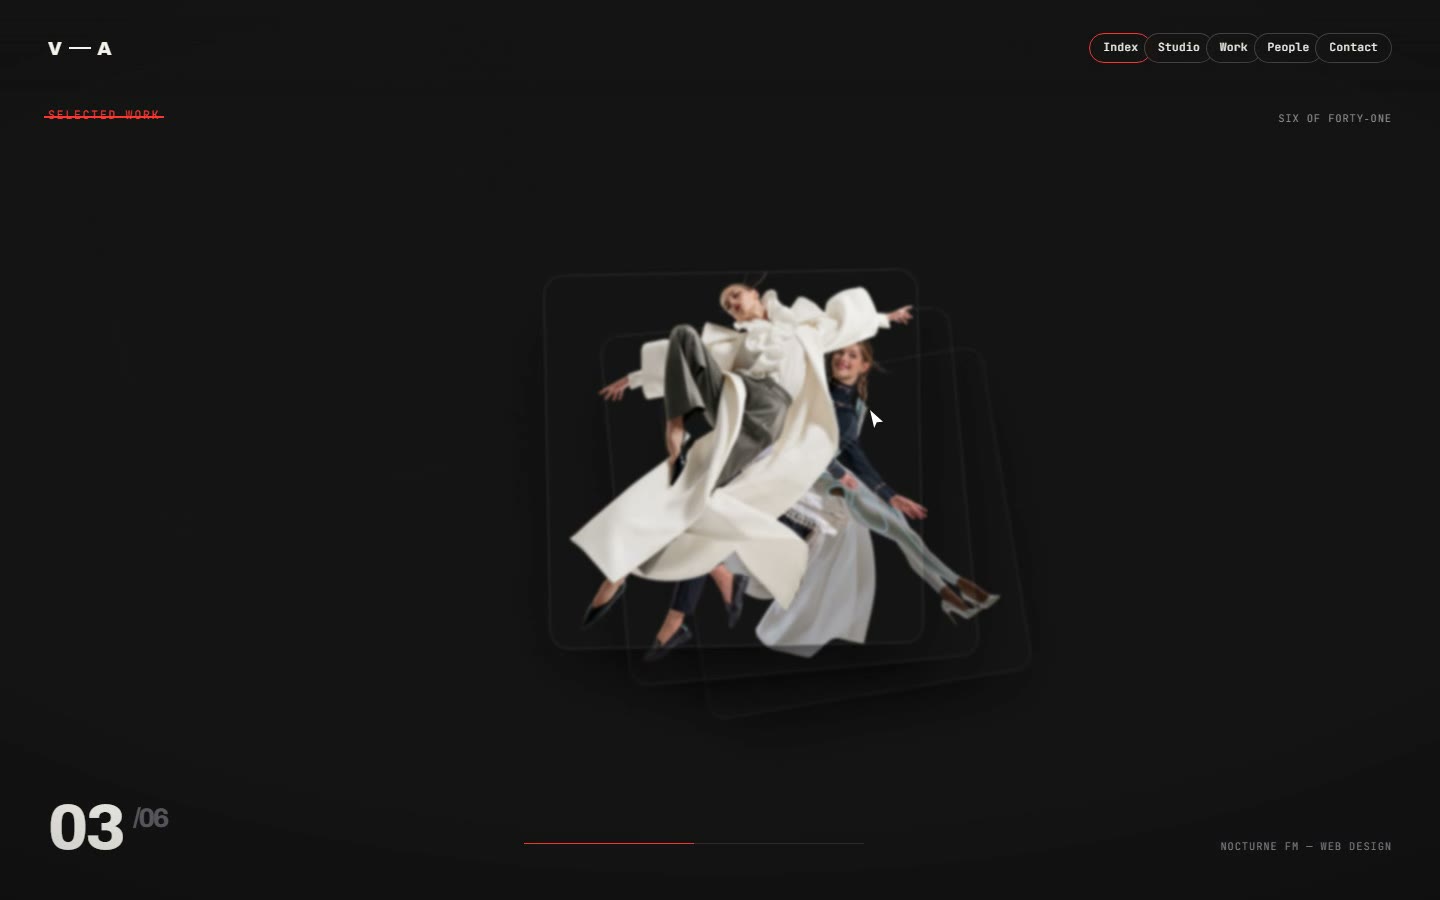 V — A
Index Studio Work People Contact
SELECTED WORK
SIX OF FORTY-ONE
03 /06
NOCTURNE FM — WEB DESIGN